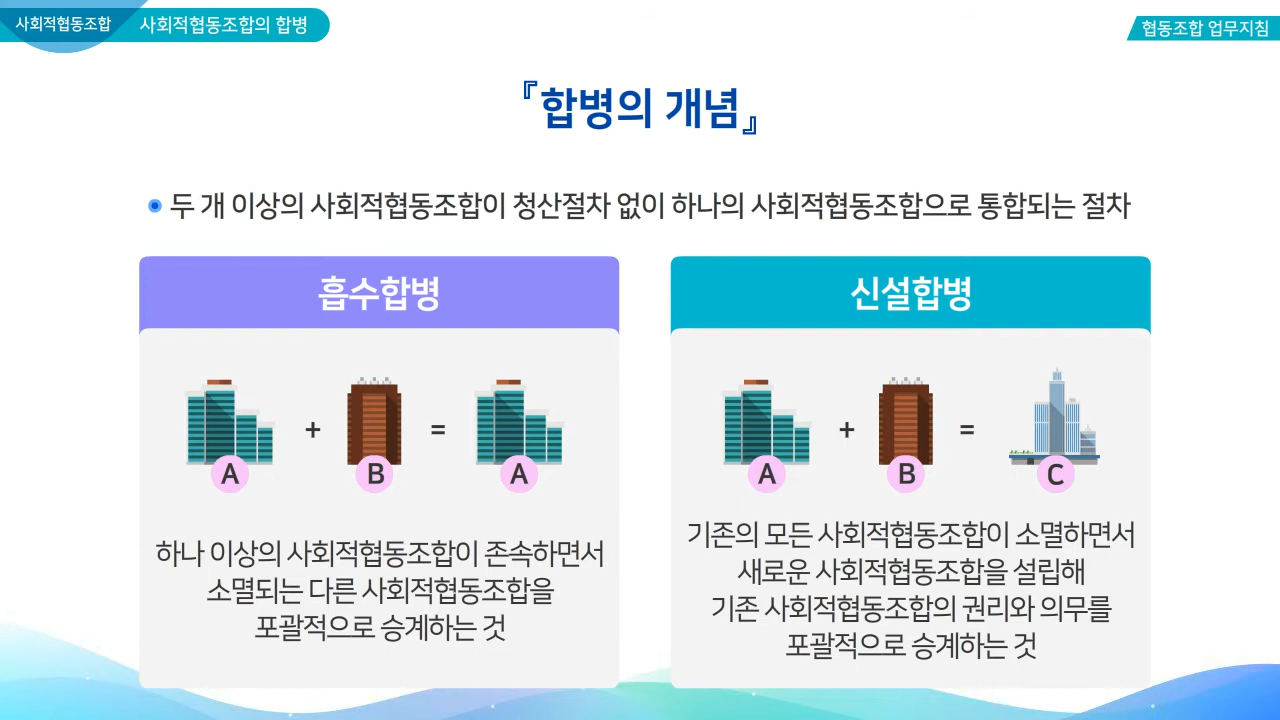 사회적협동조합
사회적협동조합의 합병
협동조합 업무지침
『합병의 개념』
두 개 이상의 사회적협동조합이 청산절차 없이 하나의 사회적협동조합으로 통합되는 절차
흡수합병
A + B = A
하나 이상의 사회적협동조합이 존속하면서
소멸되는 다른 사회적협동조합을
포괄적으로 승계하는 것
신설합병
A + B = C
기존의 모든 사회적협동조합이 소멸하면서
새로운 사회적협동조합을 설립해
기존 사회적협동조합의 권리와 의무를
포괄적으로 승계하는 것